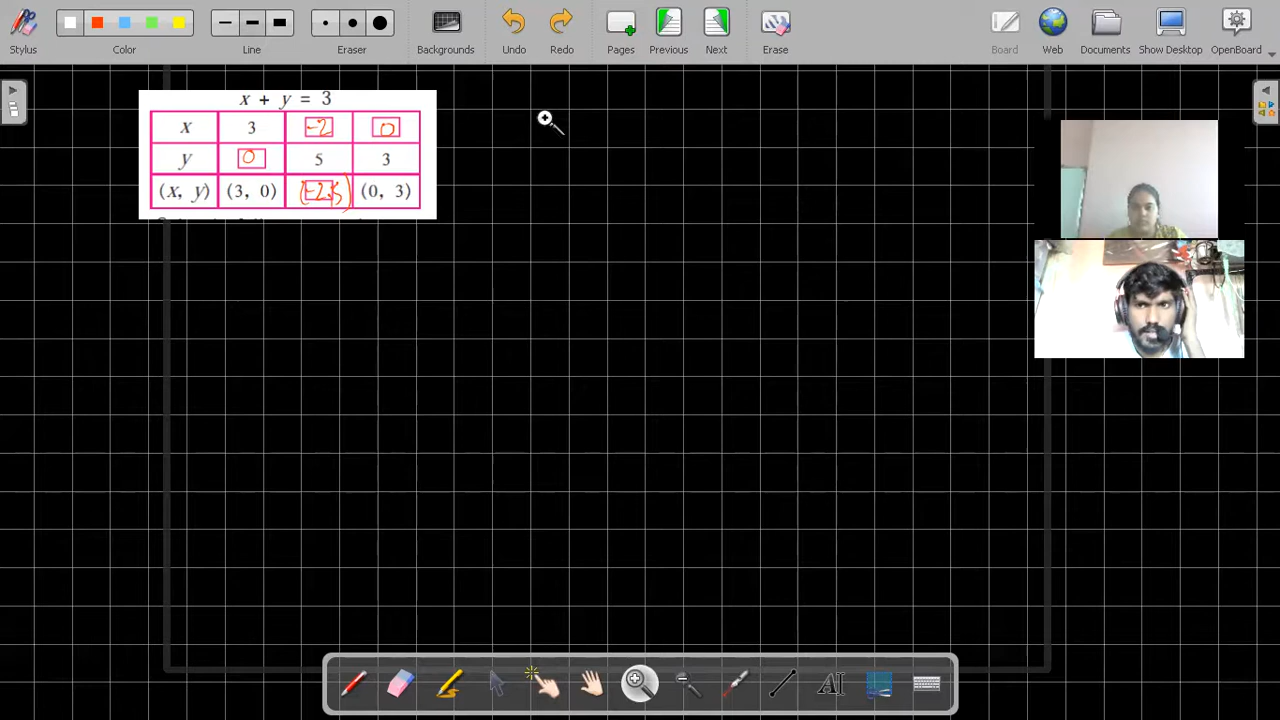 Stylus Color Line Eraser Backgrounds Undo Redo Pages Previous Next Erase Board Web Documents Show Desktop OpenBoard
x + y = 3
x 3 -2 0
y 0 5 3
(x, y) (3, 0) (-2,5) (0, 3)
AI